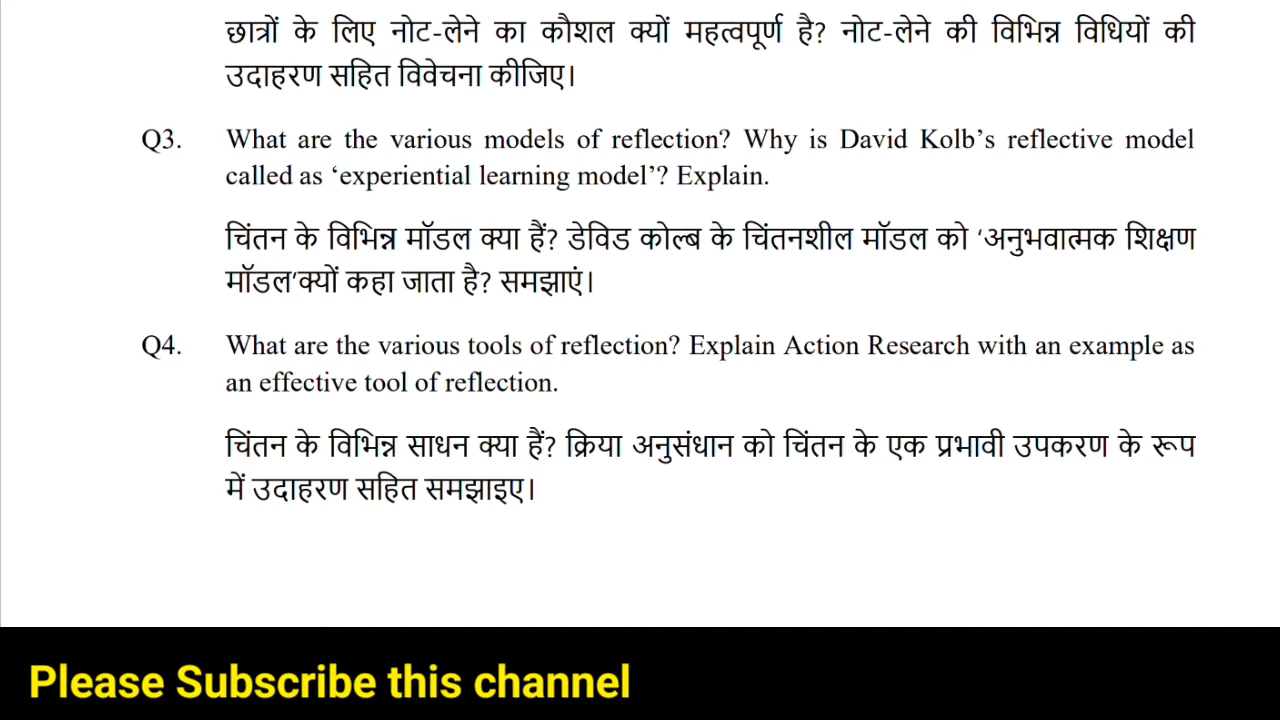 छात्रों के लिए नोट-लेने का कौशल क्यों महत्वपूर्ण है? नोट-लेने की विभिन्न विधियों की
उदाहरण सहित विवेचना कीजिए।
Q3. What are the various models of reflection? Why is David Kolb’s reflective model
called as ‘experiential learning model’? Explain.
चिंतन के विभिन्न मॉडल क्या हैं? डेविड कोल्ब के चिंतनशील मॉडल को ‘अनुभवात्मक शिक्षण
मॉडल’क्यों कहा जाता है? समझाएं।
Q4. What are the various tools of reflection? Explain Action Research with an example as
an effective tool of reflection.
चिंतन के विभिन्न साधन क्या हैं? क्रिया अनुसंधान को चिंतन के एक प्रभावी उपकरण के रूप
में उदाहरण सहित समझाइए।
Please Subscribe this channel